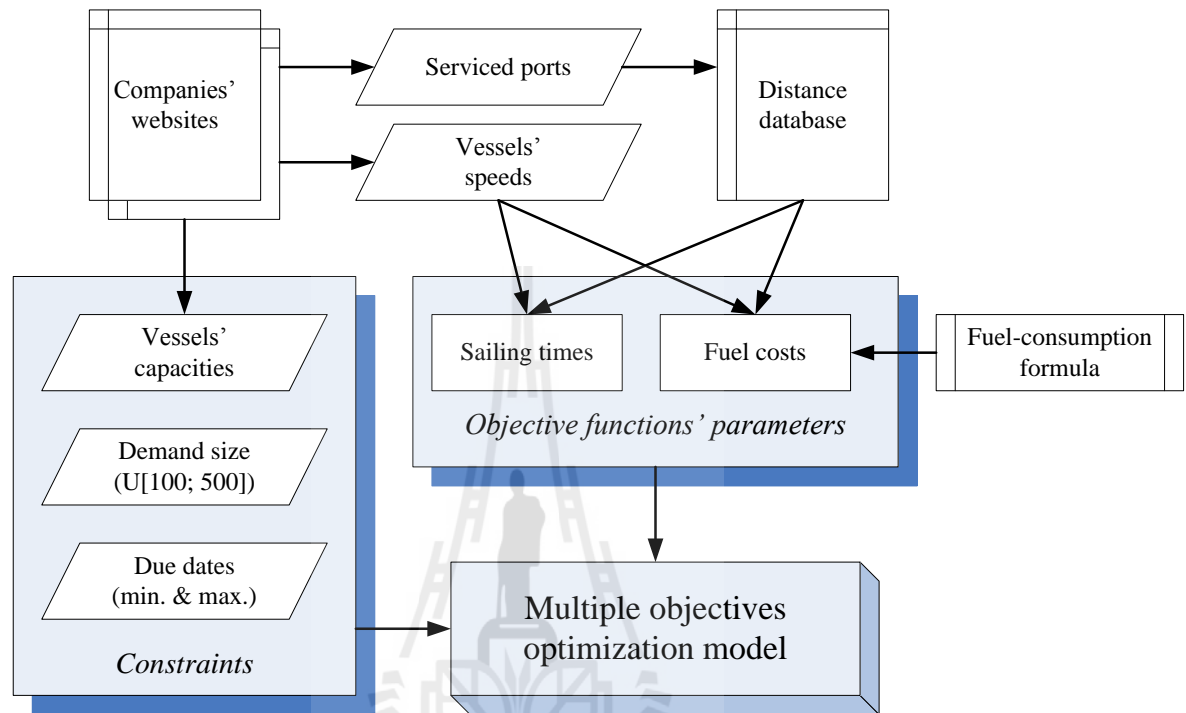 Companies’
websites
Serviced ports
Distance
database
Vessels’
speeds
Vessels’
capacities
Demand size
(U[100; 500])
Due dates
(min. & max.)
Constraints
Sailing times
Fuel costs
Objective functions’ parameters
Fuel-consumption
formula
Multiple objectives
optimization model